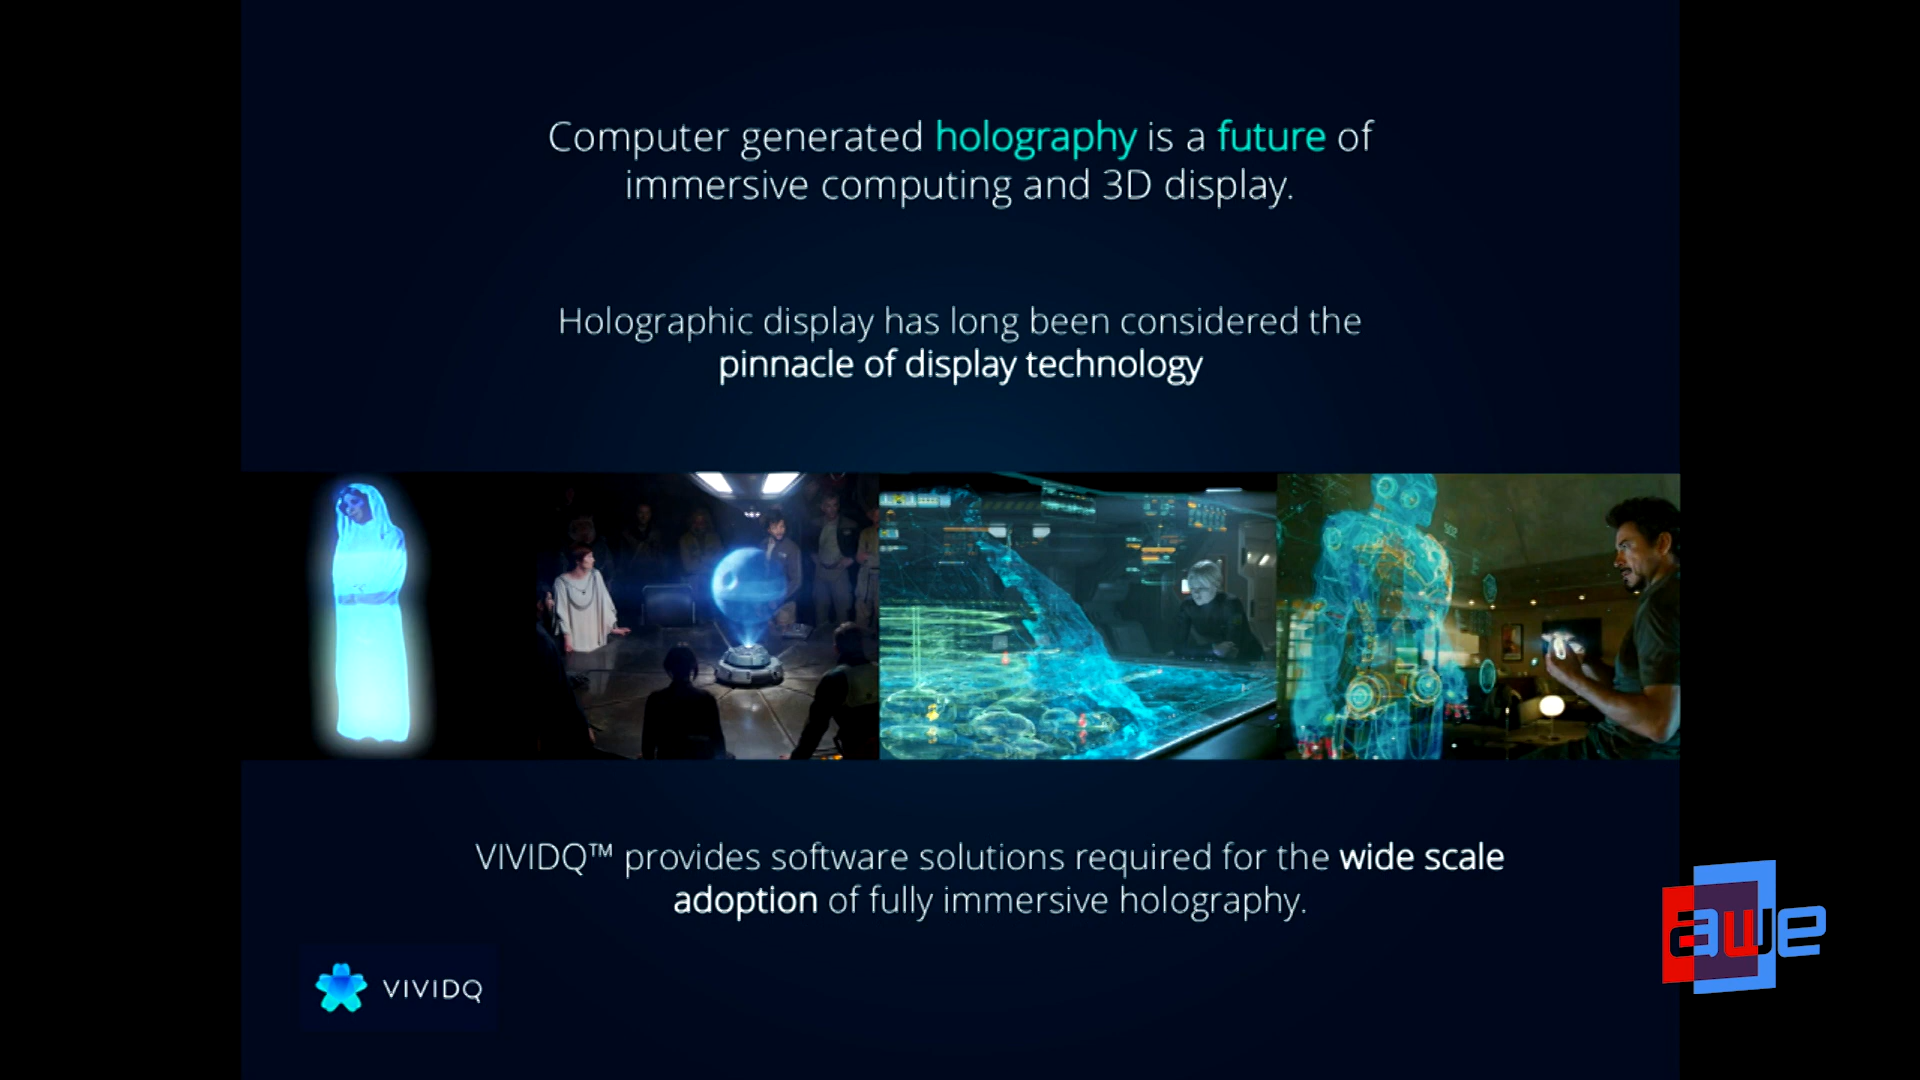 Computer generated holography is a future of
immersive computing and 3D display.
Holographic display has long been considered the
pinnacle of display technology
VIVIDQ™ provides software solutions required for the wide scale
adoption of fully immersive holography.
VIVIDQ
awe